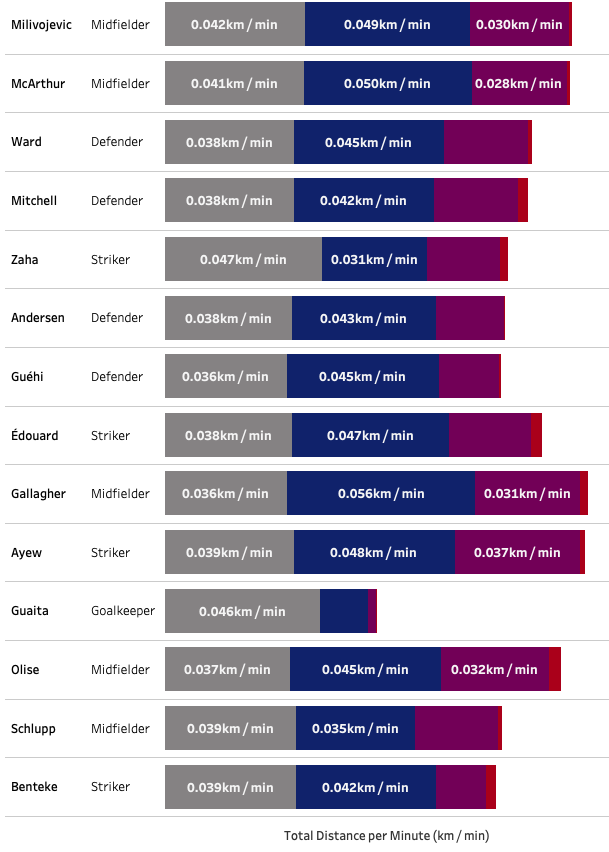 Milivojevic Midfielder 0.042km / min 0.049km / min 0.030km / min
McArthur Midfielder 0.041km / min 0.050km / min 0.028km / min
Ward Defender 0.038km / min 0.045km / min
Mitchell Defender 0.038km / min 0.042km / min
Zaha Striker 0.047km / min 0.031km / min
Andersen Defender 0.038km / min 0.043km / min
Guéhi Defender 0.036km / min 0.045km / min
Édouard Striker 0.038km / min 0.047km / min
Gallagher Midfielder 0.036km / min 0.056km / min 0.031km / min
Ayew Striker 0.039km / min 0.048km / min 0.037km / min
Guaita Goalkeeper 0.046km / min
Olise Midfielder 0.037km / min 0.045km / min 0.032km / min
Schlupp Midfielder 0.039km / min 0.035km / min
Benteke Striker 0.039km / min 0.042km / min
Total Distance per Minute (km / min)